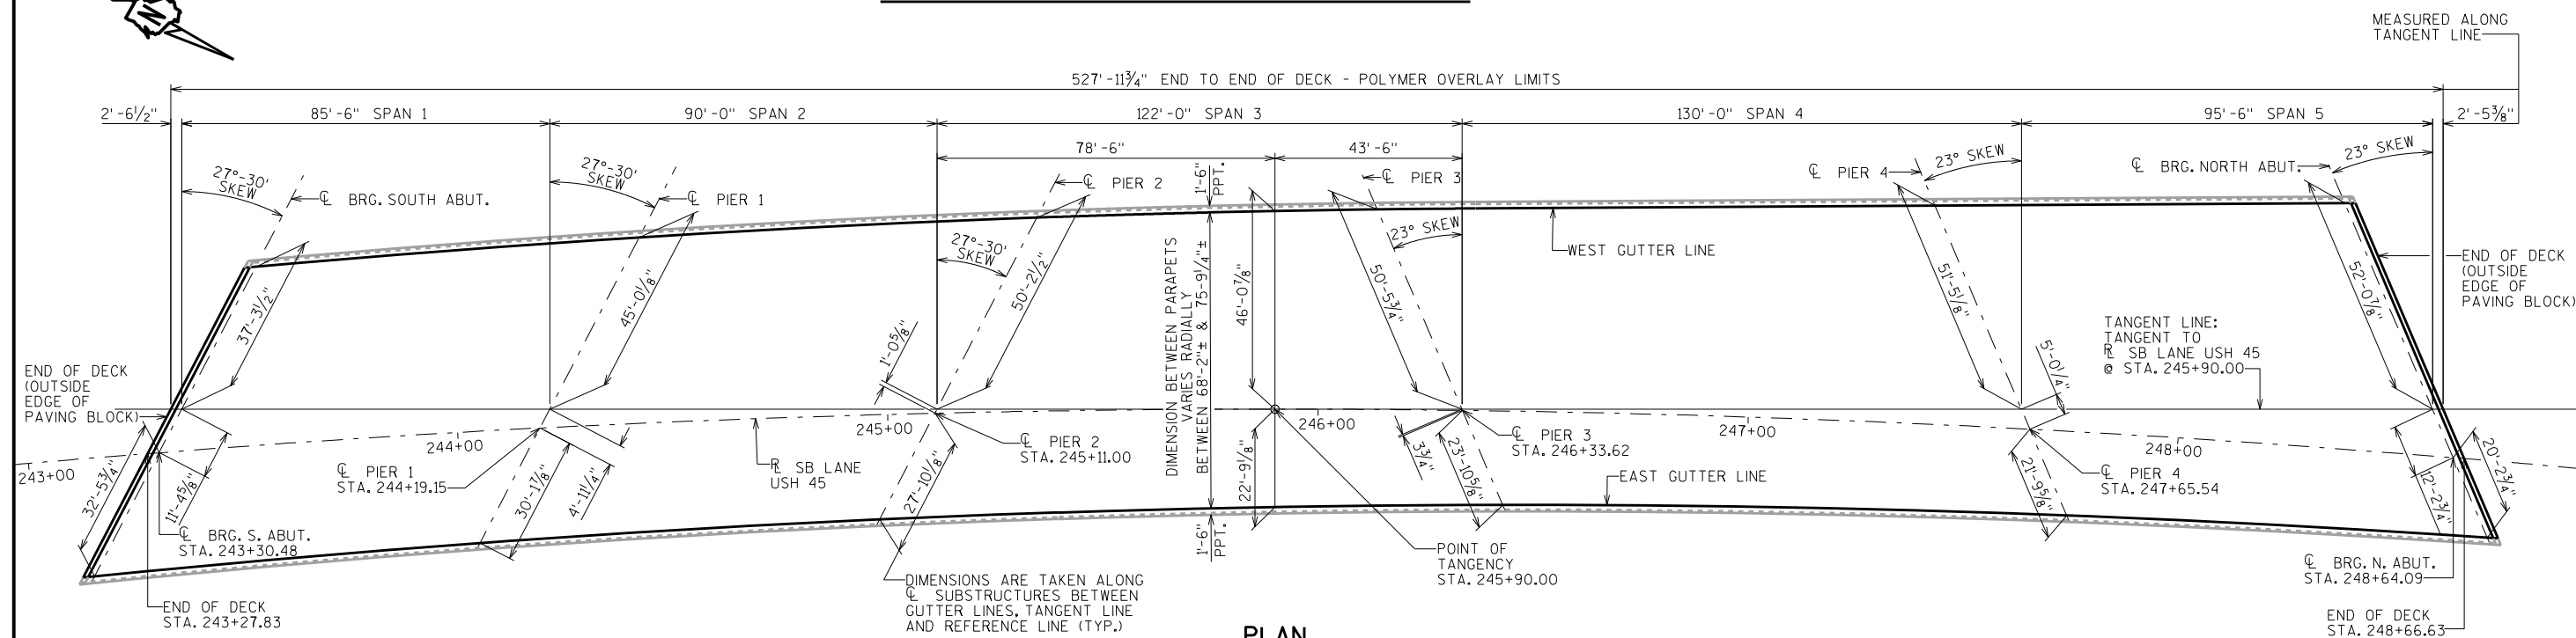 N
MEASURED ALONG
TANGENT LINE
527'-11¾" END TO END OF DECK - POLYMER OVERLAY LIMITS
2'-6½"
85'-6" SPAN 1
90'-0" SPAN 2
122'-0" SPAN 3
130'-0" SPAN 4
95'-6" SPAN 5
2'-5⅜"
78'-6"
43'-6"
27°-30'
SKEW
℄ BRG. SOUTH ABUT.
27°-30'
SKEW
℄ PIER 1
℄ PIER 2
1'-6"
PPT.
℄ PIER 3
℄ PIER 4
23° SKEW
℄ BRG. NORTH ABUT.
23° SKEW
27°-30'
SKEW
23° SKEW
WEST GUTTER LINE
37'-3½"
45'-0⅛"
50'-2½"
46'-0⅞"
50'-5¾"
51'-5⅛"
52'-0⅞"
END OF DECK
(OUTSIDE
EDGE OF
PAVING BLOCK)
DIMENSION BETWEEN PARAPETS
VARIES RADIALLY
BETWEEN 68'-2"± & 75'-9¼"±
1'-0⅝"
TANGENT LINE:
TANGENT TO
R̲L SB LANE USH 45
@ STA. 245+90.00
5'-0¼"
END OF DECK
(OUTSIDE
EDGE OF
PAVING BLOCK)
243+00
244+00
245+00
246+00
247+00
248+00
32'-5¾"
11'-4⅝"
℄ PIER 1
STA. 244+19.15
30'-1⅞"
4'-11¼"
RL SB LANE
USH 45
27'-10⅛"
℄ PIER 2
STA. 245+11.00
22'-9⅛"
3¾"
23'-10⅝"
℄ PIER 3
STA. 246+33.62
EAST GUTTER LINE
21'-9⅝"
℄ PIER 4
STA. 247+65.54
12'-2¾"
20'-2¾"
℄ BRG. S. ABUT.
STA. 243+30.48
1'-6"
PPT.
POINT OF
TANGENCY
STA. 245+90.00
℄ BRG. N. ABUT.
STA. 248+64.09
DIMENSIONS ARE TAKEN ALONG
℄ SUBSTRUCTURES BETWEEN
GUTTER LINES, TANGENT LINE
AND REFERENCE LINE (TYP.)
END OF DECK
STA. 243+27.83
END OF DECK
STA. 248+66.63
PLAN